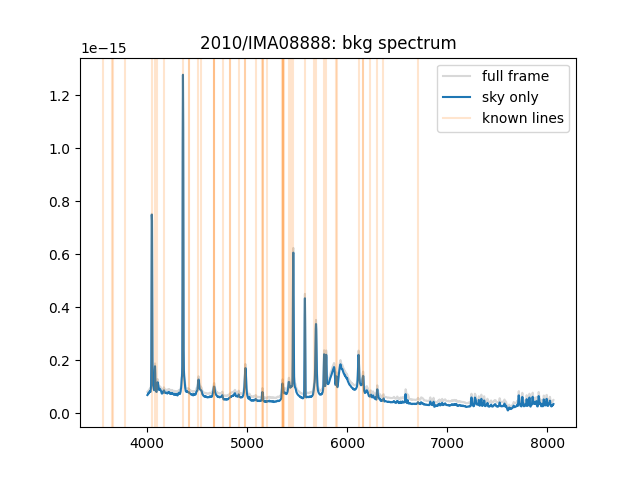 2010/IMA08888: bkg spectrum
1e−15
full frame
sky only
known lines
1.2
1.0
0.8
0.6
0.4
0.2
0.0
4000 5000 6000 7000 8000